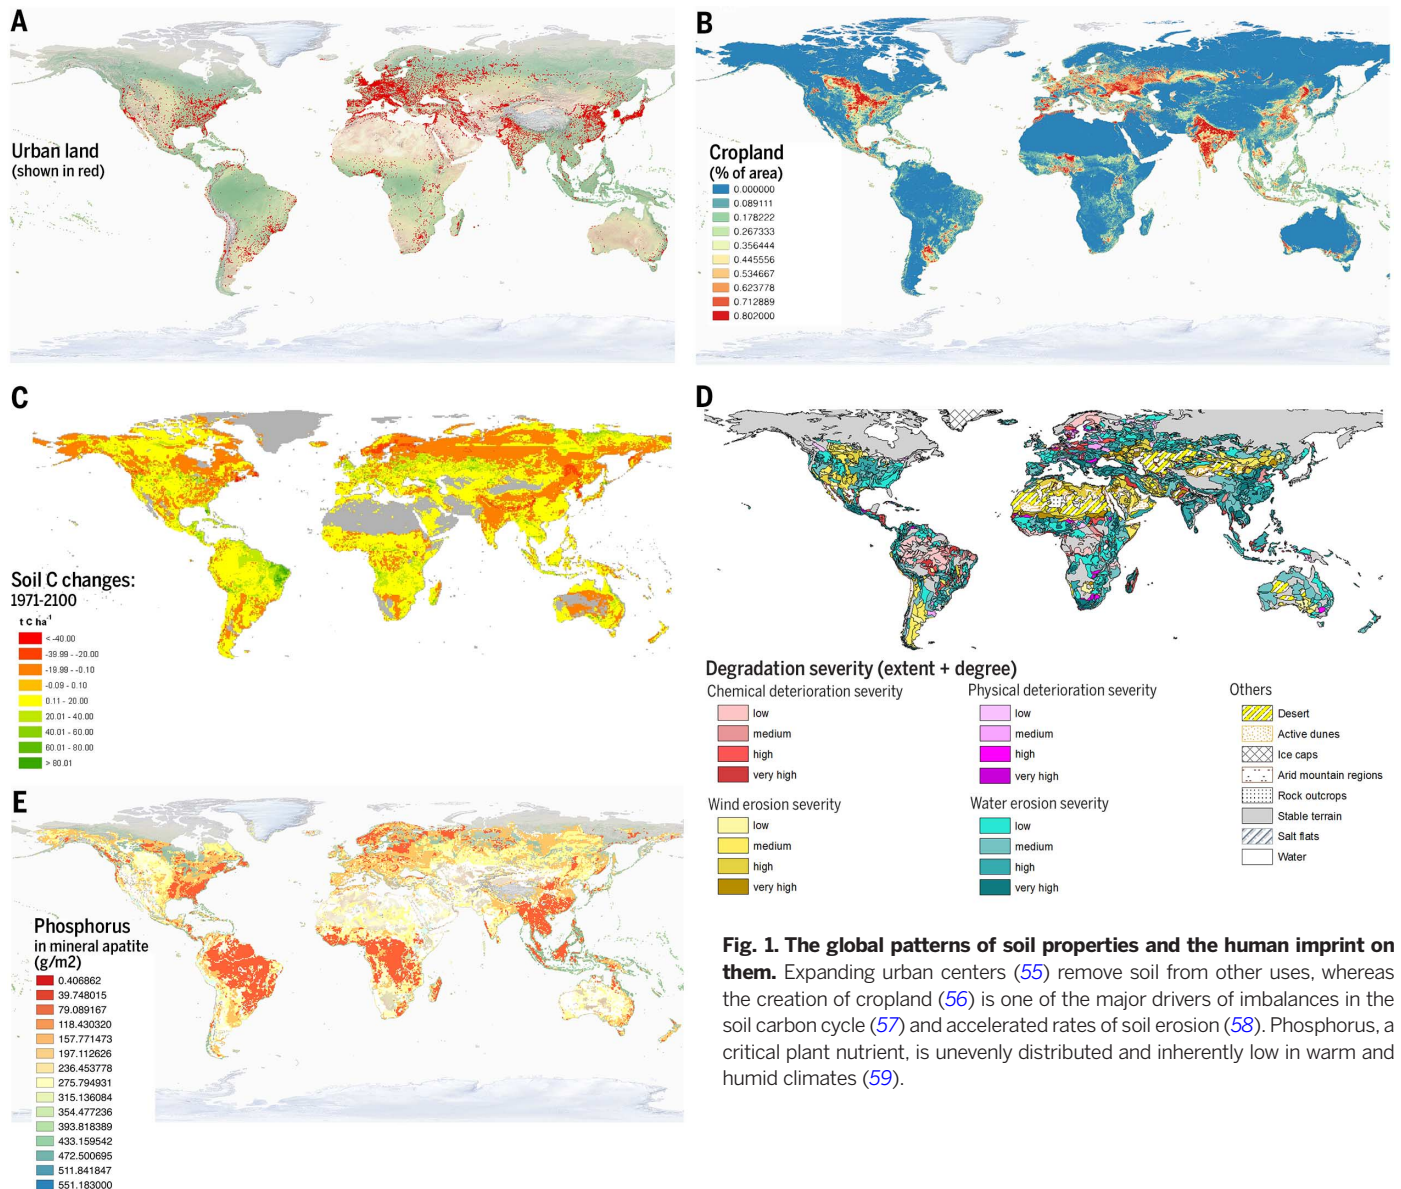 A
Urban land
(shown in red)
B
Cropland
(% of area)
0.000000
0.089111
0.178222
0.267333
0.356444
0.445556
0.534667
0.623778
0.712889
0.802000
C
Soil C changes:
1971-2100
t C ha⁻¹
< -40.00
-39.99 - -20.00
-19.99 - -0.10
-0.09 - 0.10
0.11 - 20.00
20.01 - 40.00
40.01 - 60.00
60.01 - 80.00
> 80.01
D
Degradation severity (extent + degree)
Chemical deterioration severity
low
medium
high
very high
Physical deterioration severity
low
medium
high
very high
Others
Desert
Active dunes
Ice caps
Arid mountain regions
Rock outcrops
Stable terrain
Salt flats
Water
Wind erosion severity
low
medium
high
very high
Water erosion severity
low
medium
high
very high
E
Phosphorus
in mineral apatite
(g/m2)
0.406862
39.748015
79.089167
118.430320
157.771473
197.112626
236.453778
275.794931
315.136084
354.477236
393.818389
433.159542
472.500695
511.841847
551.183000
Fig. 1. The global patterns of soil properties and the human imprint on
them. Expanding urban centers (55) remove soil from other uses, whereas
the creation of cropland (56) is one of the major drivers of imbalances in the
soil carbon cycle (57) and accelerated rates of soil erosion (58). Phosphorus, a
critical plant nutrient, is unevenly distributed and inherently low in warm and
humid climates (59).